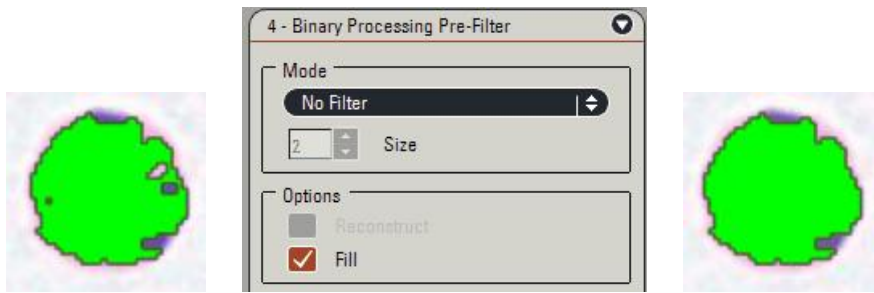 4 - Binary Processing Pre-Filter
Mode
No Filter
2 Size
Options
Reconstruct
Fill